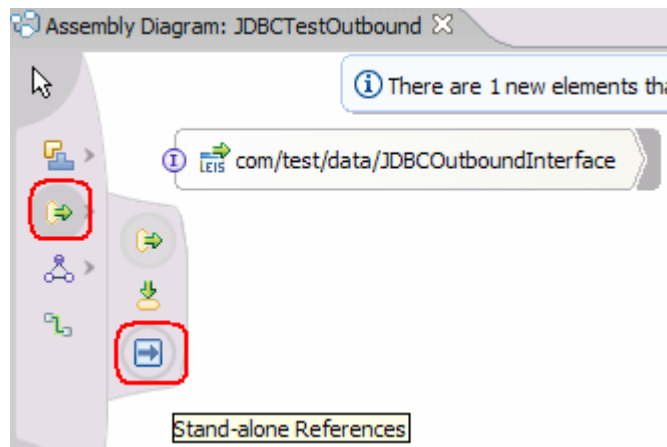 Assembly Diagram: JDBCTestOutbound
There are 1 new elements tha
I
EIS com/test/data/JDBCOutboundInterface
Stand-alone References